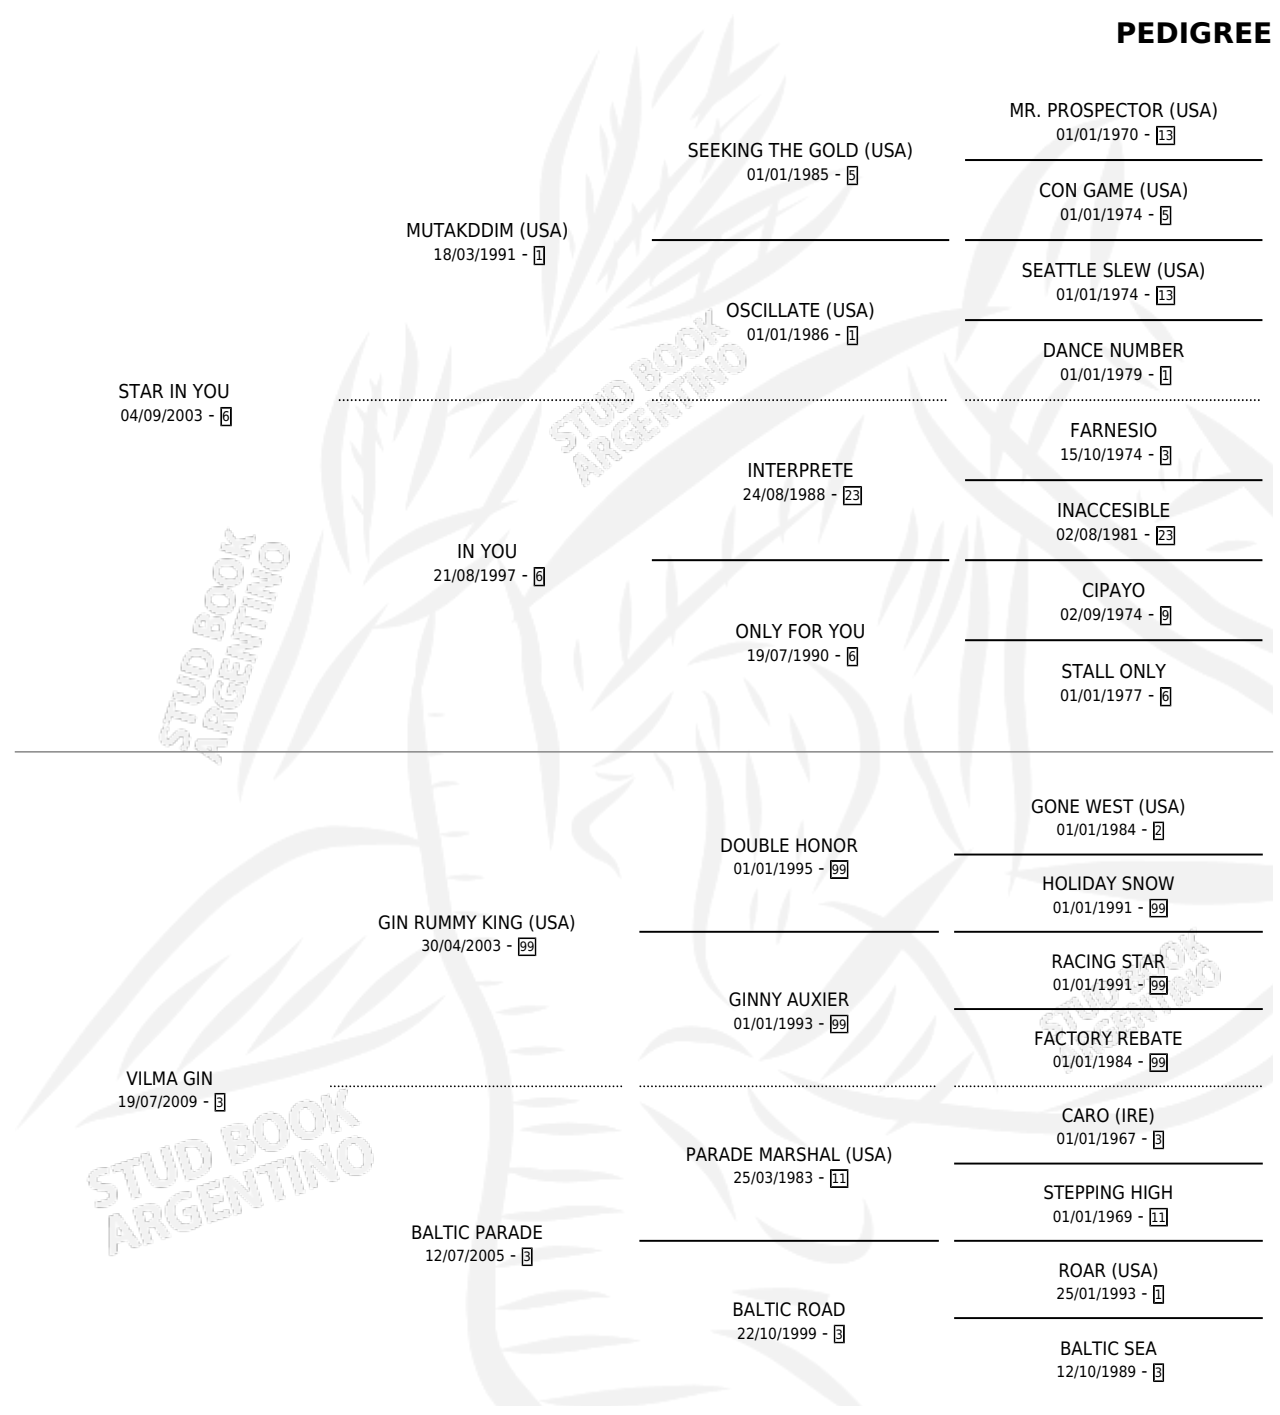 PEDIGREE
MR. PROSPECTOR (USA)
01/01/1970 - 13
SEEKING THE GOLD (USA)
01/01/1985 - 5
CON GAME (USA)
01/01/1974 - 5
MUTAKDDIM (USA)
18/03/1991 - 1
SEATTLE SLEW (USA)
01/01/1974 - 13
OSCILLATE (USA)
01/01/1986 - 1
DANCE NUMBER
01/01/1979 - 1
STAR IN YOU
04/09/2003 - 6
STUD BOOK
ARGENTINO
FARNESIO
15/10/1974 - 3
INTERPRETE
24/08/1988 - 23
INACCESIBLE
02/08/1981 - 23
IN YOU
21/08/1997 - 6
CIPAYO
02/09/1974 - 9
ONLY FOR YOU
19/07/1990 - 6
STALL ONLY
01/01/1977 - 6
STUD BOOK
ARGENTINO
GONE WEST (USA)
01/01/1984 - 2
DOUBLE HONOR
01/01/1995 - 99
HOLIDAY SNOW
01/01/1991 - 99
GIN RUMMY KING (USA)
30/04/2003 - 99
RACING STAR
01/01/1991 - 99
GINNY AUXIER
01/01/1993 - 99
STUD BOOK
ARGENTINO
FACTORY REBATE
01/01/1984 - 99
VILMA GIN
19/07/2009 - 3
CARO (IRE)
01/01/1967 - 3
STUD BOOK
ARGENTINO
PARADE MARSHAL (USA)
25/03/1983 - 11
STEPPING HIGH
01/01/1969 - 11
BALTIC PARADE
12/07/2005 - 3
ROAR (USA)
25/01/1993 - 1
BALTIC ROAD
22/10/1999 - 3
BALTIC SEA
12/10/1989 - 3